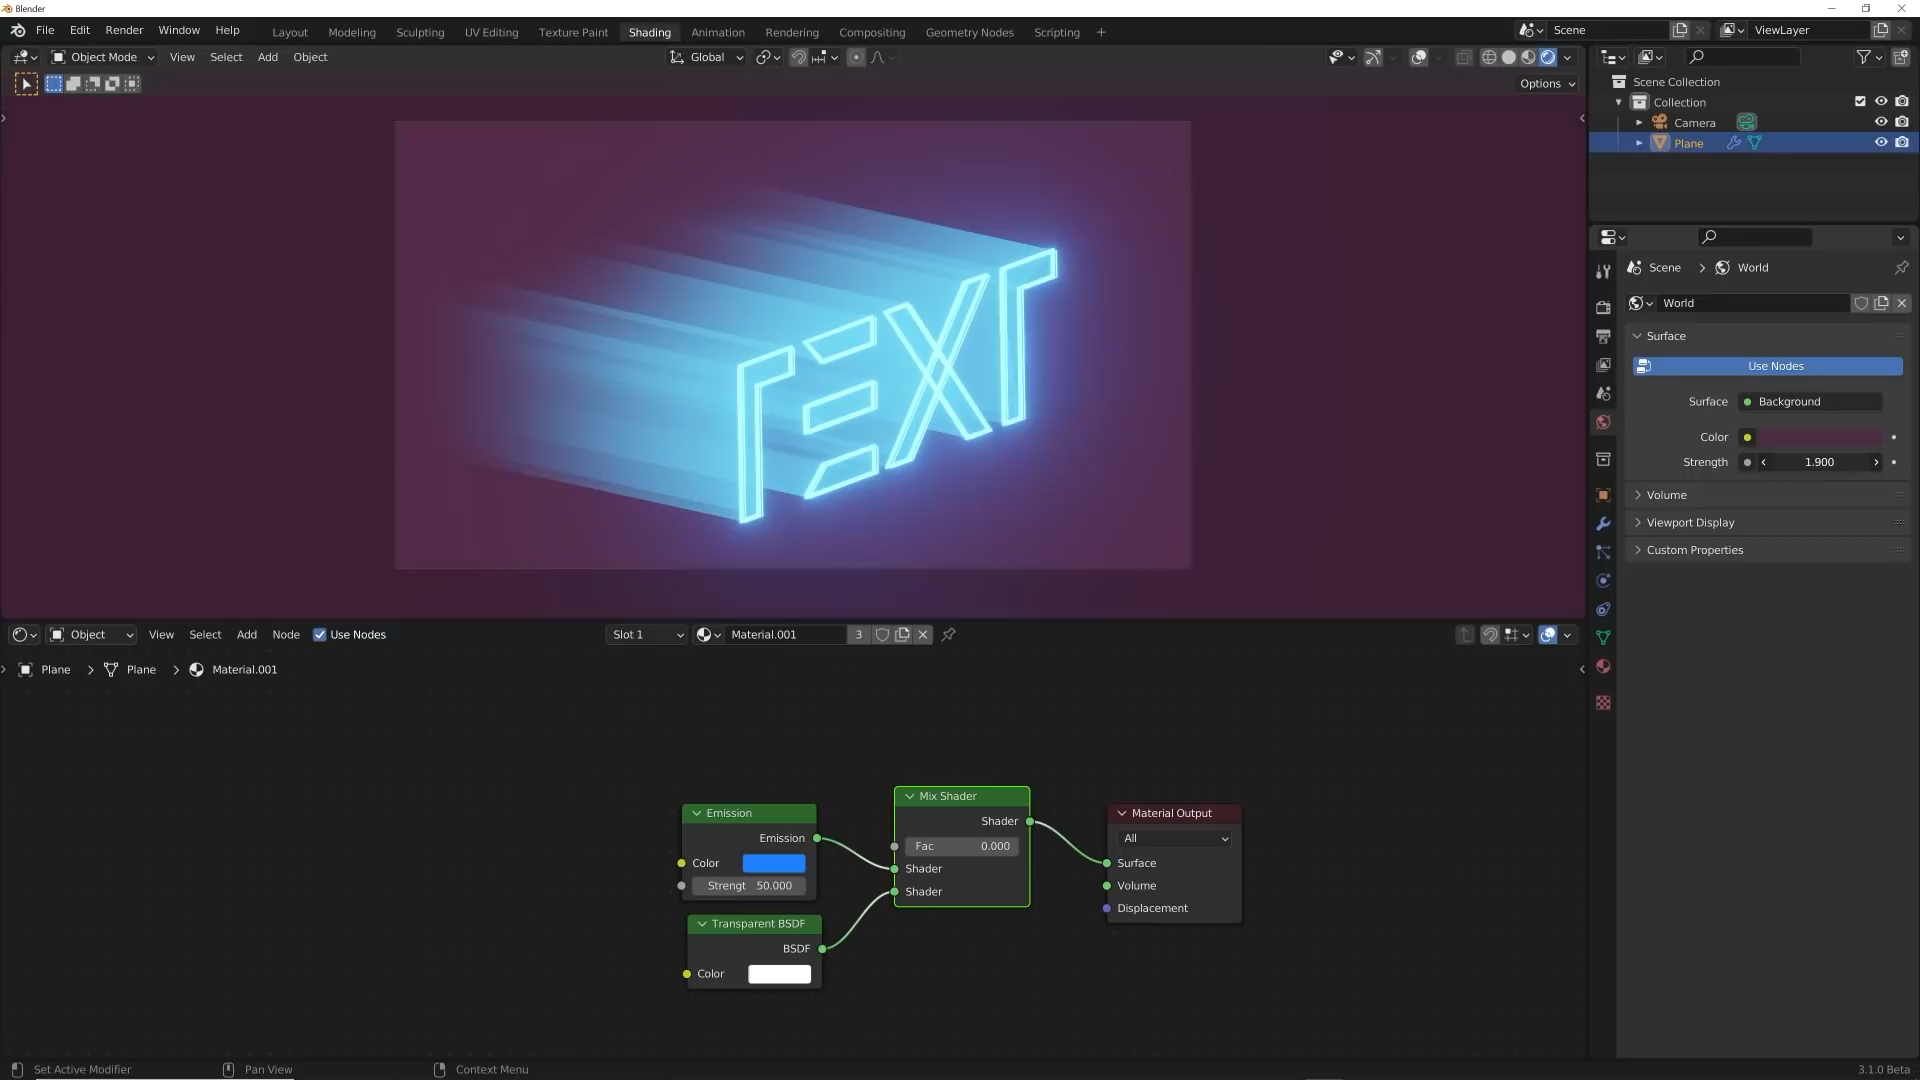 Blender
File Edit Render Window Help Layout Modeling Sculpting UV Editing Texture Paint Shading Animation Rendering Compositing Geometry Nodes Scripting + Scene ViewLayer
Object Mode View Select Add Object Global
Options
Scene Collection
Collection
Camera
Plane
TEXT
Scene > World
World
Surface
Use Nodes
Surface Background
Color
Strength 1.900
Volume
Viewport Display
Custom Properties
Object View Select Add Node Use Nodes Slot 1 Material.001 3
Plane > Plane > Material.001
Mix Shader
Shader
Fac 0.000
Shader
Shader
Emission
Emission
Color
Strengt 50.000
Transparent BSDF
BSDF
Color
Material Output
All
Surface
Volume
Displacement
Set Active Modifier Pan View Context Menu 3.1.0 Beta